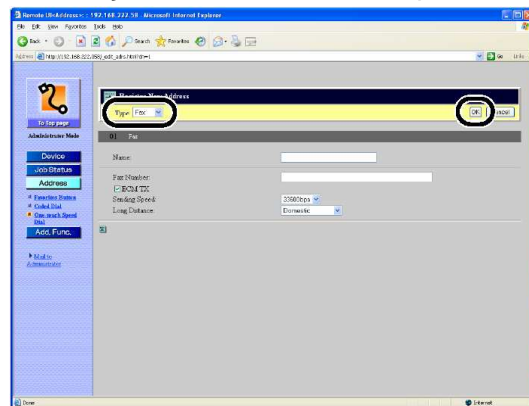 Remote UI<Address> : 192.168.222.58 - Microsoft Internet Explorer
File Edit View Favorites Tools Help
Back Search Favorites
Address Go Links
Register New Address
Type: Fax OK Cancel
To Top page
Administrator Mode
01 Fax
Device
Name:
Job Status
Fax Number:
Address
ECM TX
Favorites Button
Sending Speed: 33600bps
Coded Dial
Long Distance: Domestic
One-touch Speed
Dial
Add. Func.
Mail to
Administrator
Done Internet